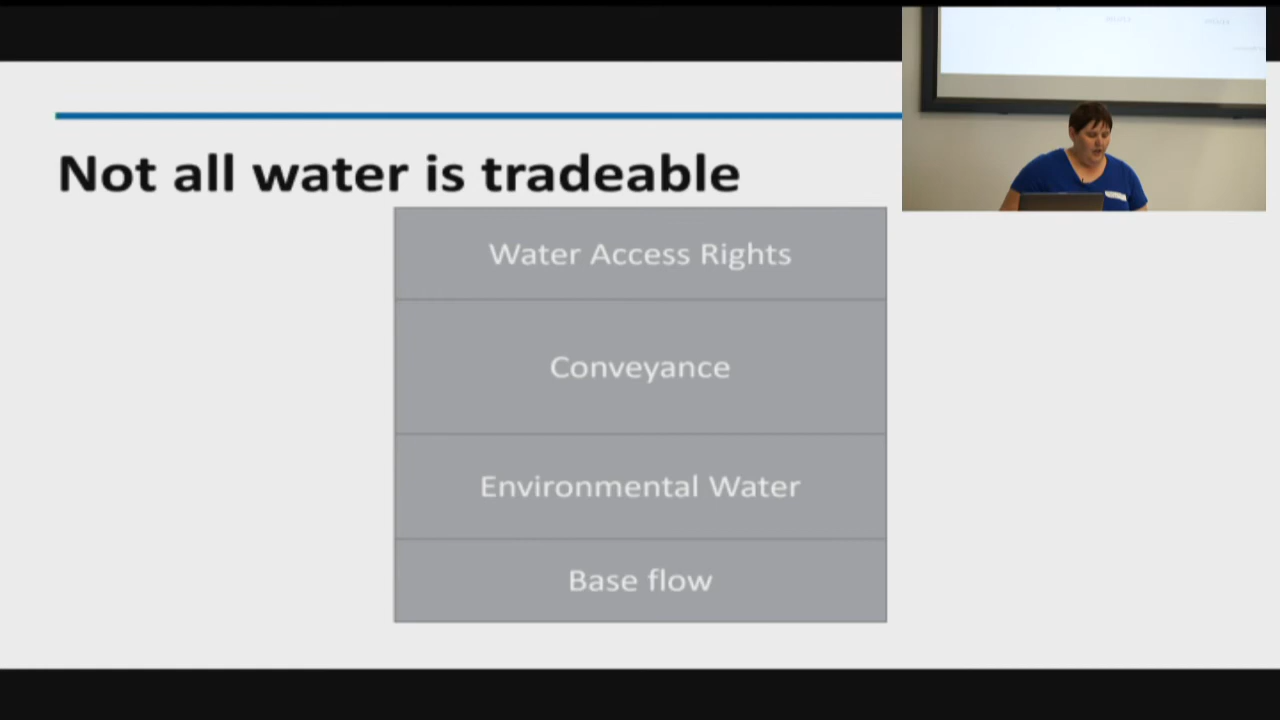 Not all water is tradeable
Water Access Rights
Conveyance
Environmental Water
Base flow